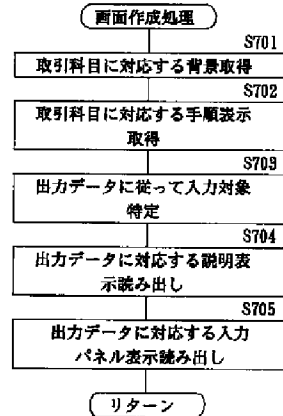 画面作成処理
S701
取引科目に対応する背景取得
S702
取引科目に対応する手順表示
取得
S703
出力データに従って入力対象
特定
S704
出力データに対応する説明表
示読み出し
S705
出力データに対応する入力
パネル表示読み出し
リターン